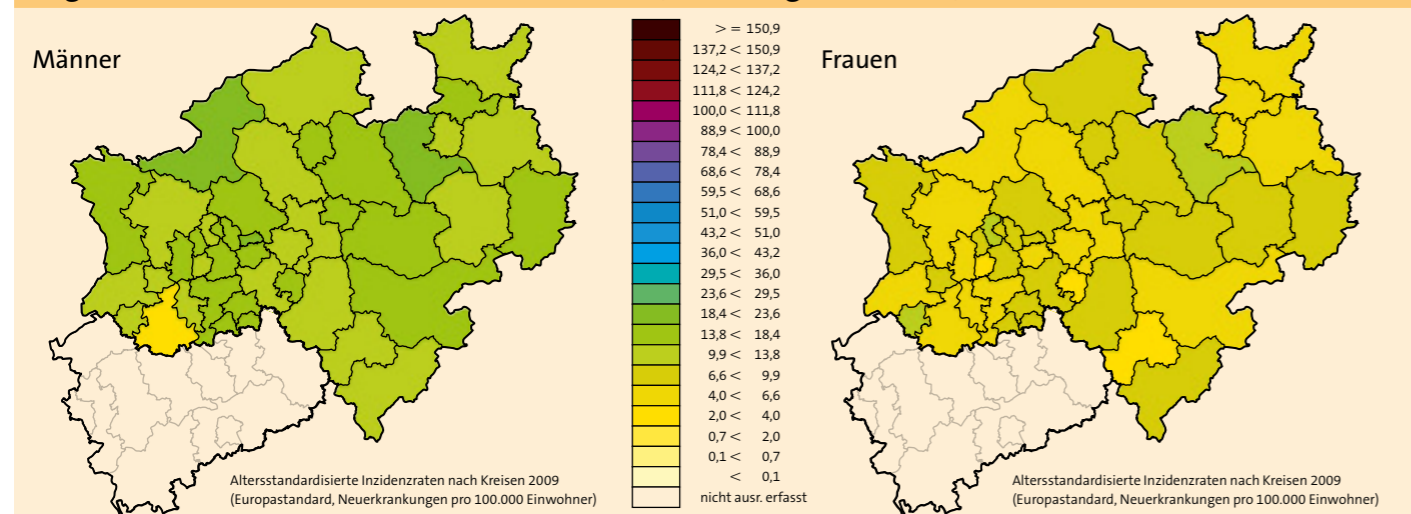 Männer
Frauen
> = 150,9
137,2 < 150,9
124,2 < 137,2
111,8 < 124,2
100,0 < 111,8
88,9 < 100,0
78,4 < 88,9
68,6 < 78,4
59,5 < 68,6
51,0 < 59,5
43,2 < 51,0
36,0 < 43,2
29,5 < 36,0
23,6 < 29,5
18,4 < 23,6
13,8 < 18,4
9,9 < 13,8
6,6 < 9,9
4,0 < 6,6
2,0 < 4,0
0,7 < 2,0
0,1 < 0,7
< 0,1
nicht ausr. erfasst
Altersstandardisierte Inzidenzraten nach Kreisen 2009
(Europastandard, Neuerkrankungen pro 100.000 Einwohner)
Altersstandardisierte Inzidenzraten nach Kreisen 2009
(Europastandard, Neuerkrankungen pro 100.000 Einwohner)